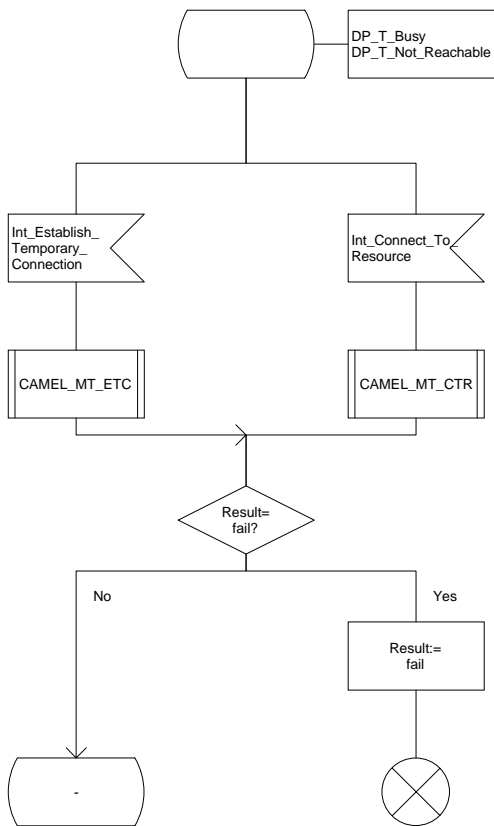 DP_T_Busy
DP_T_Not_Reachable
Int_Establish_
Temporary_
Connection
Int_Connect_To_
Resource
CAMEL_MT_ETC
CAMEL_MT_CTR
Result=
fail?
No
Yes
Result:=
fail
-